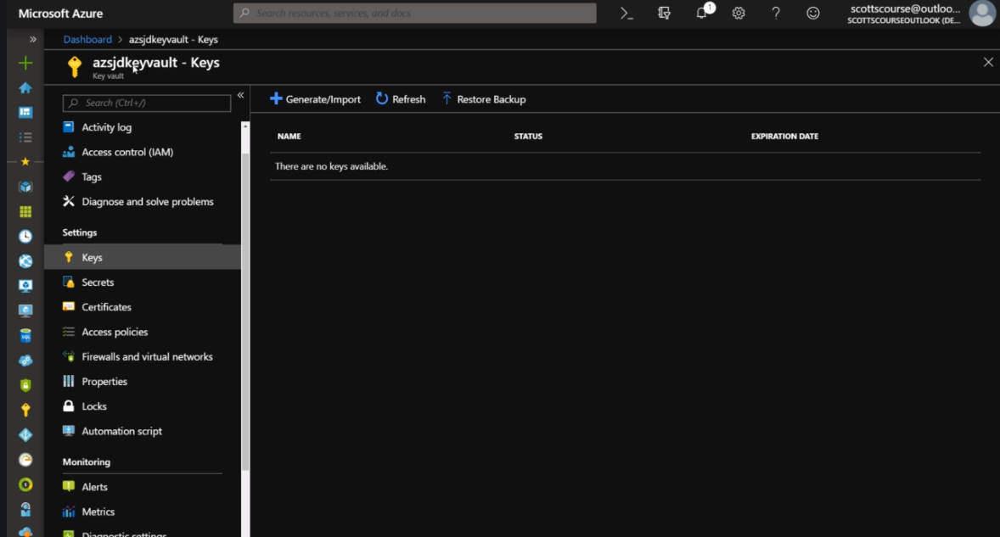 Microsoft Azure
Search resources, services, and docs
1
scottscourse@outloo...
SCOTTSCOURSEOUTLOOK (DE...
Dashboard > azsjdkeyvault - Keys
azsjdkeyvault - Keys
Key vault
Search (Ctrl+/)
Generate/Import
Refresh
Restore Backup
Activity log
Access control (IAM)
Tags
Diagnose and solve problems
Settings
Keys
Secrets
Certificates
Access policies
Firewalls and virtual networks
Properties
Locks
Automation script
Monitoring
Alerts
Metrics
Diagnostic settings
NAME STATUS EXPIRATION DATE
There are no keys available.